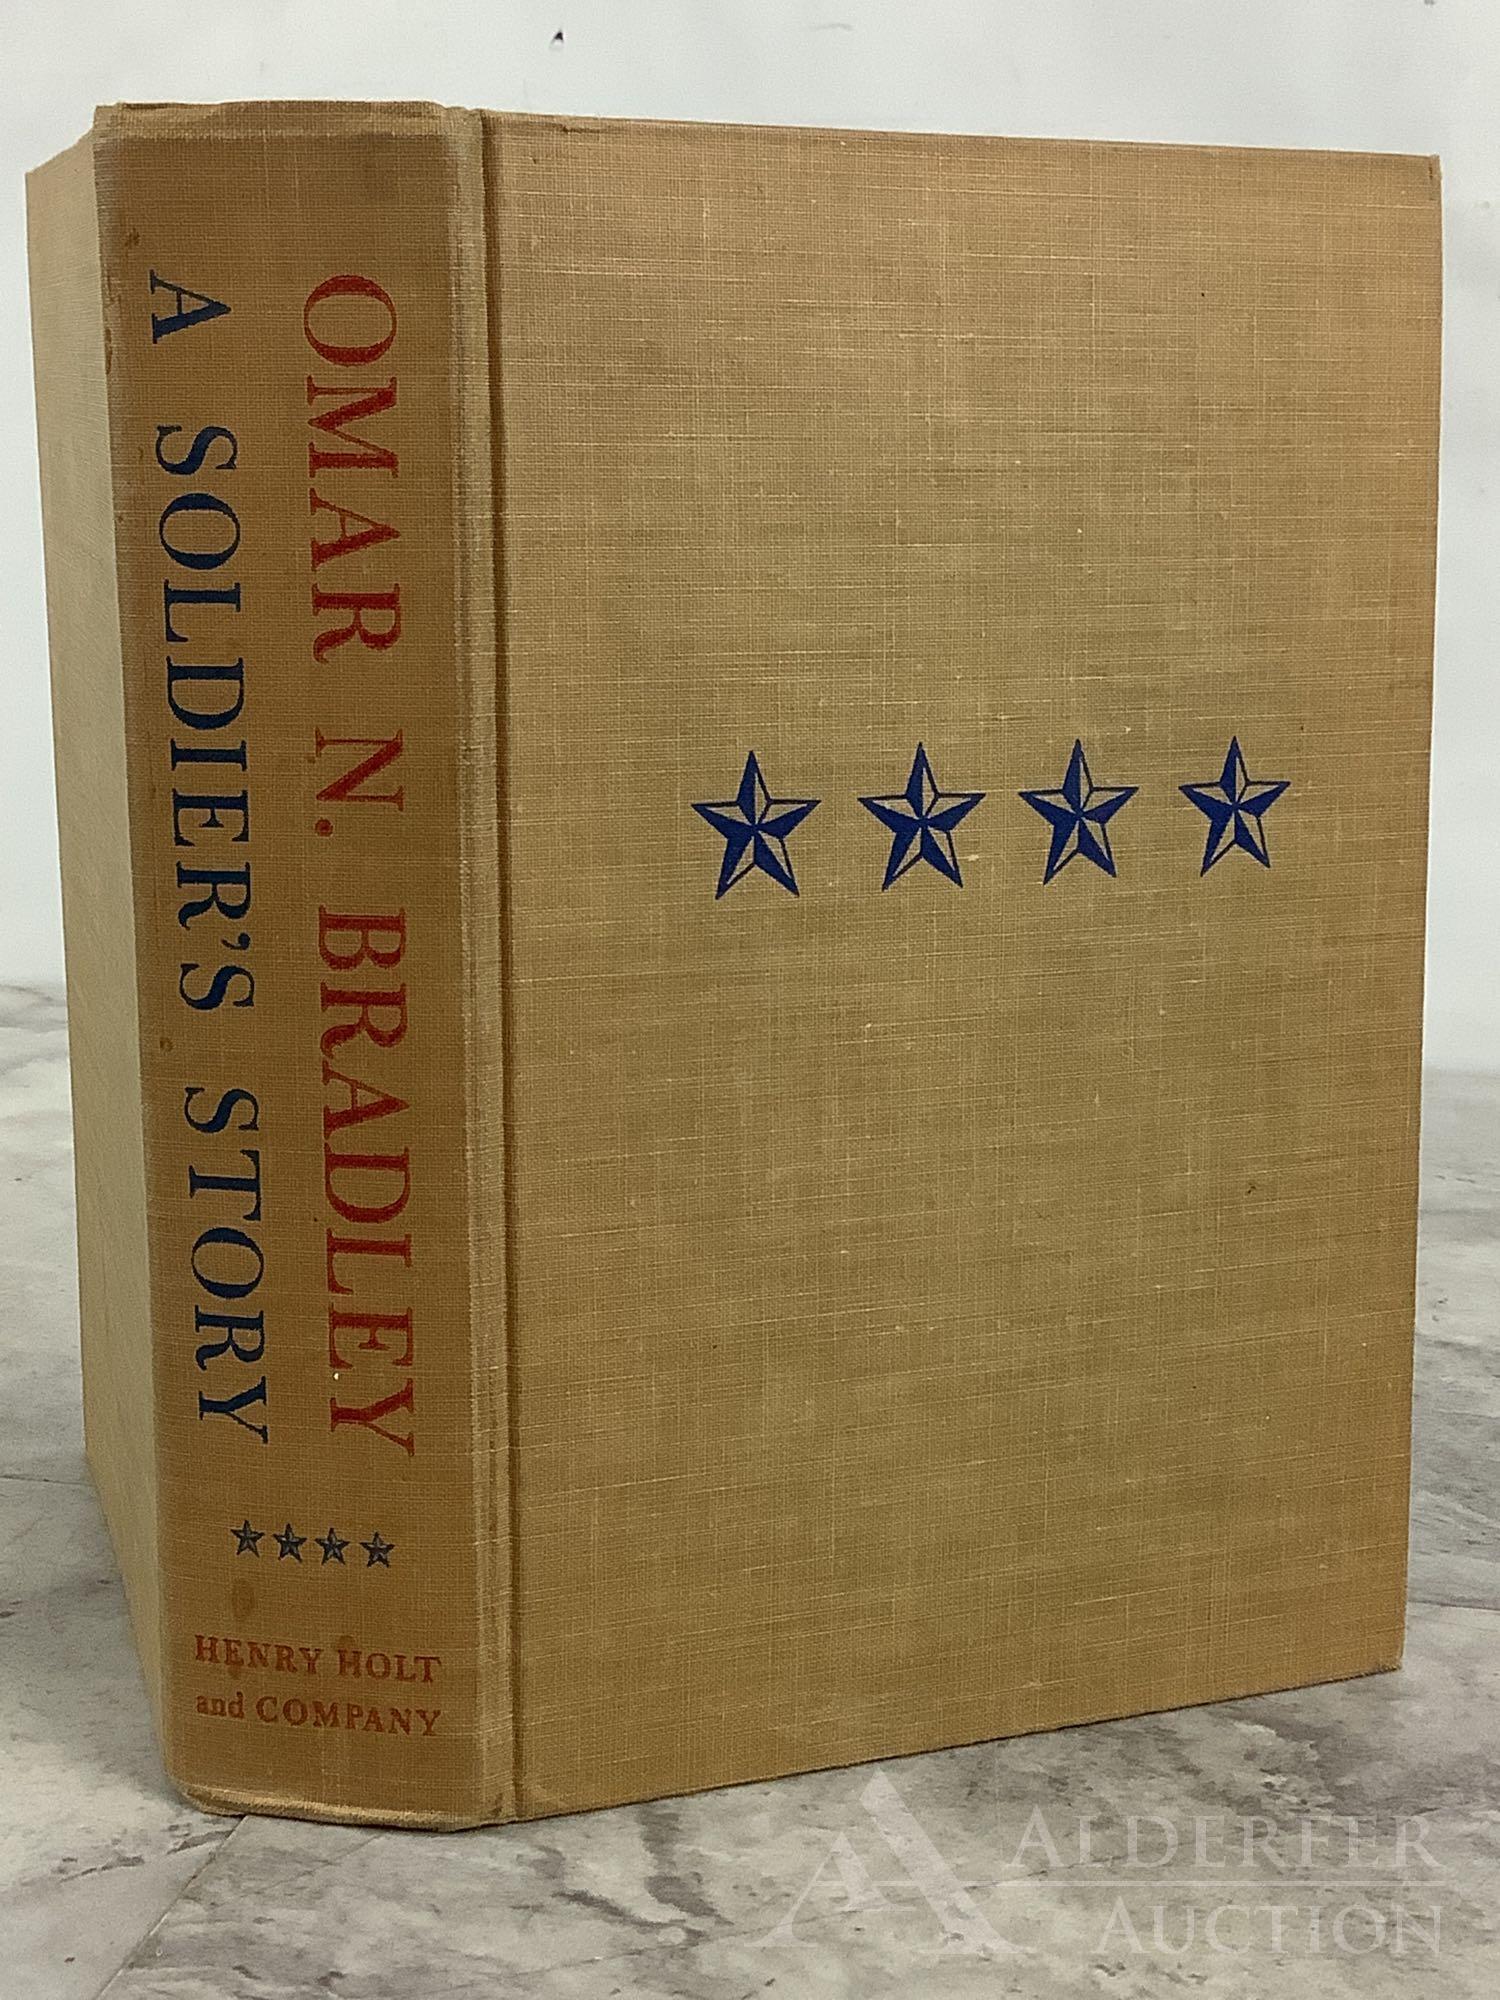 OMAR N. BRADLEY
A SOLDIER'S STORY
HENRY HOLT
and COMPANY
ALDERFER
AUCTION